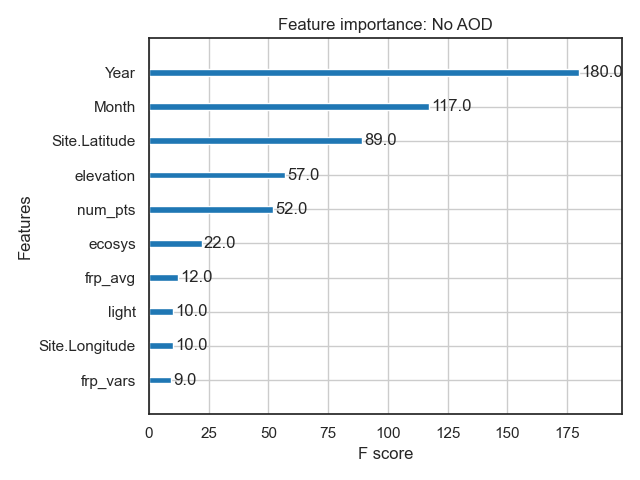 Feature importance: No AOD
Features
Year 180.0
Month 117.0
Site.Latitude 89.0
elevation 57.0
num_pts 52.0
ecosys 22.0
frp_avg 12.0
light 10.0
Site.Longitude 10.0
frp_vars 9.0
0 25 50 75 100 125 150 175
F score